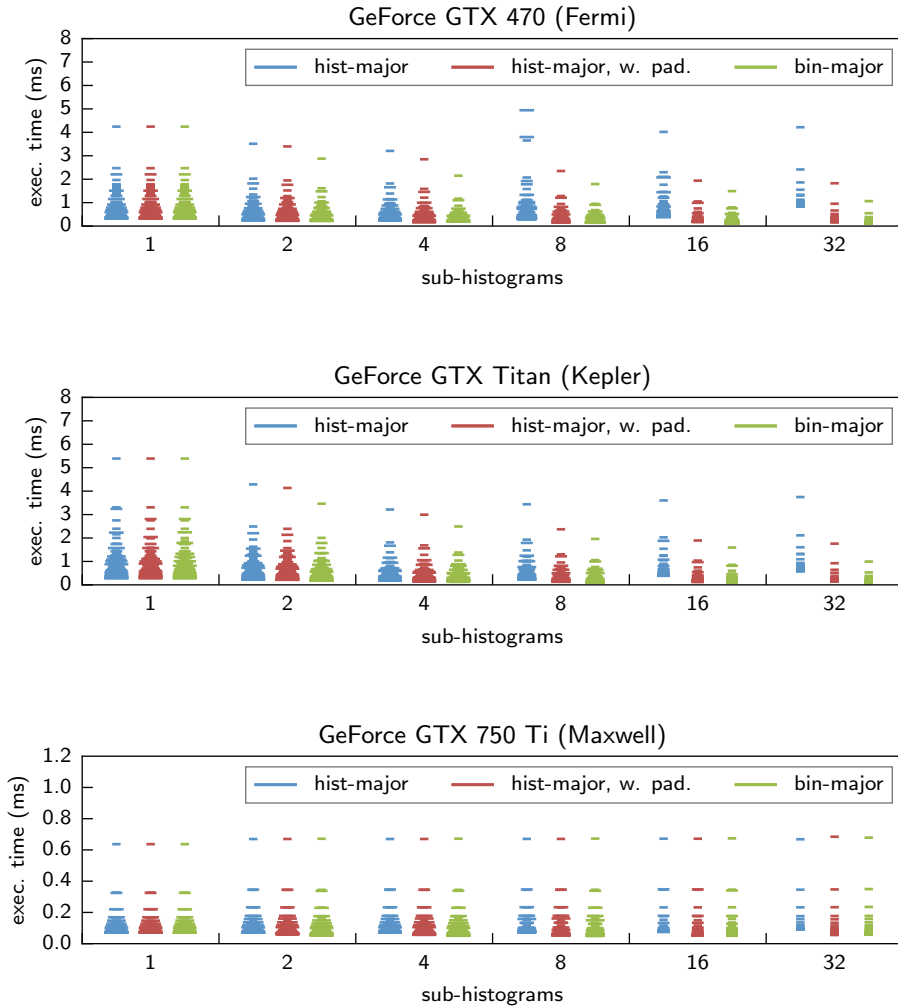 GeForce GTX 470 (Fermi)
8
7
6
5
4
3
2
1
0
exec. time (ms)
hist-major
hist-major, w. pad.
bin-major
1 2 4 8 16 32
sub-histograms
GeForce GTX Titan (Kepler)
8
7
6
5
4
3
2
1
0
exec. time (ms)
hist-major
hist-major, w. pad.
bin-major
1 2 4 8 16 32
sub-histograms
GeForce GTX 750 Ti (Maxwell)
1.2
1.0
0.8
0.6
0.4
0.2
0.0
exec. time (ms)
hist-major
hist-major, w. pad.
bin-major
1 2 4 8 16 32
sub-histograms